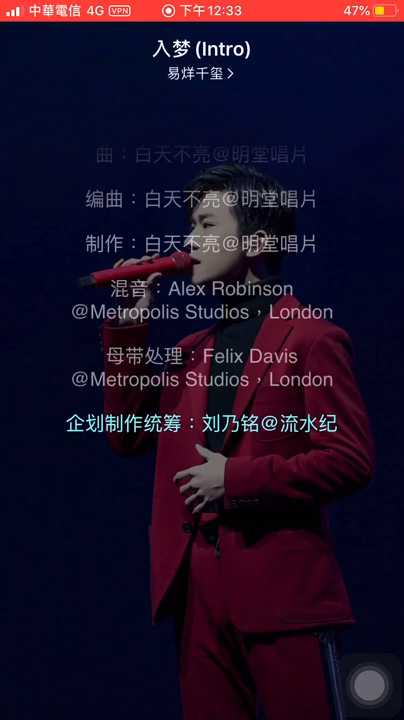 中華電信 4G VPN 下午12:33 47%
入梦 (Intro)
易烊千玺
曲：白天不亮@明堂唱片
编曲：白天不亮@明堂唱片
制作：白天不亮@明堂唱片
混音：Alex Robinson
@Metropolis Studios，London
母带处理：Felix Davis
@Metropolis Studios，London
企划制作统筹：刘乃铭@流水纪